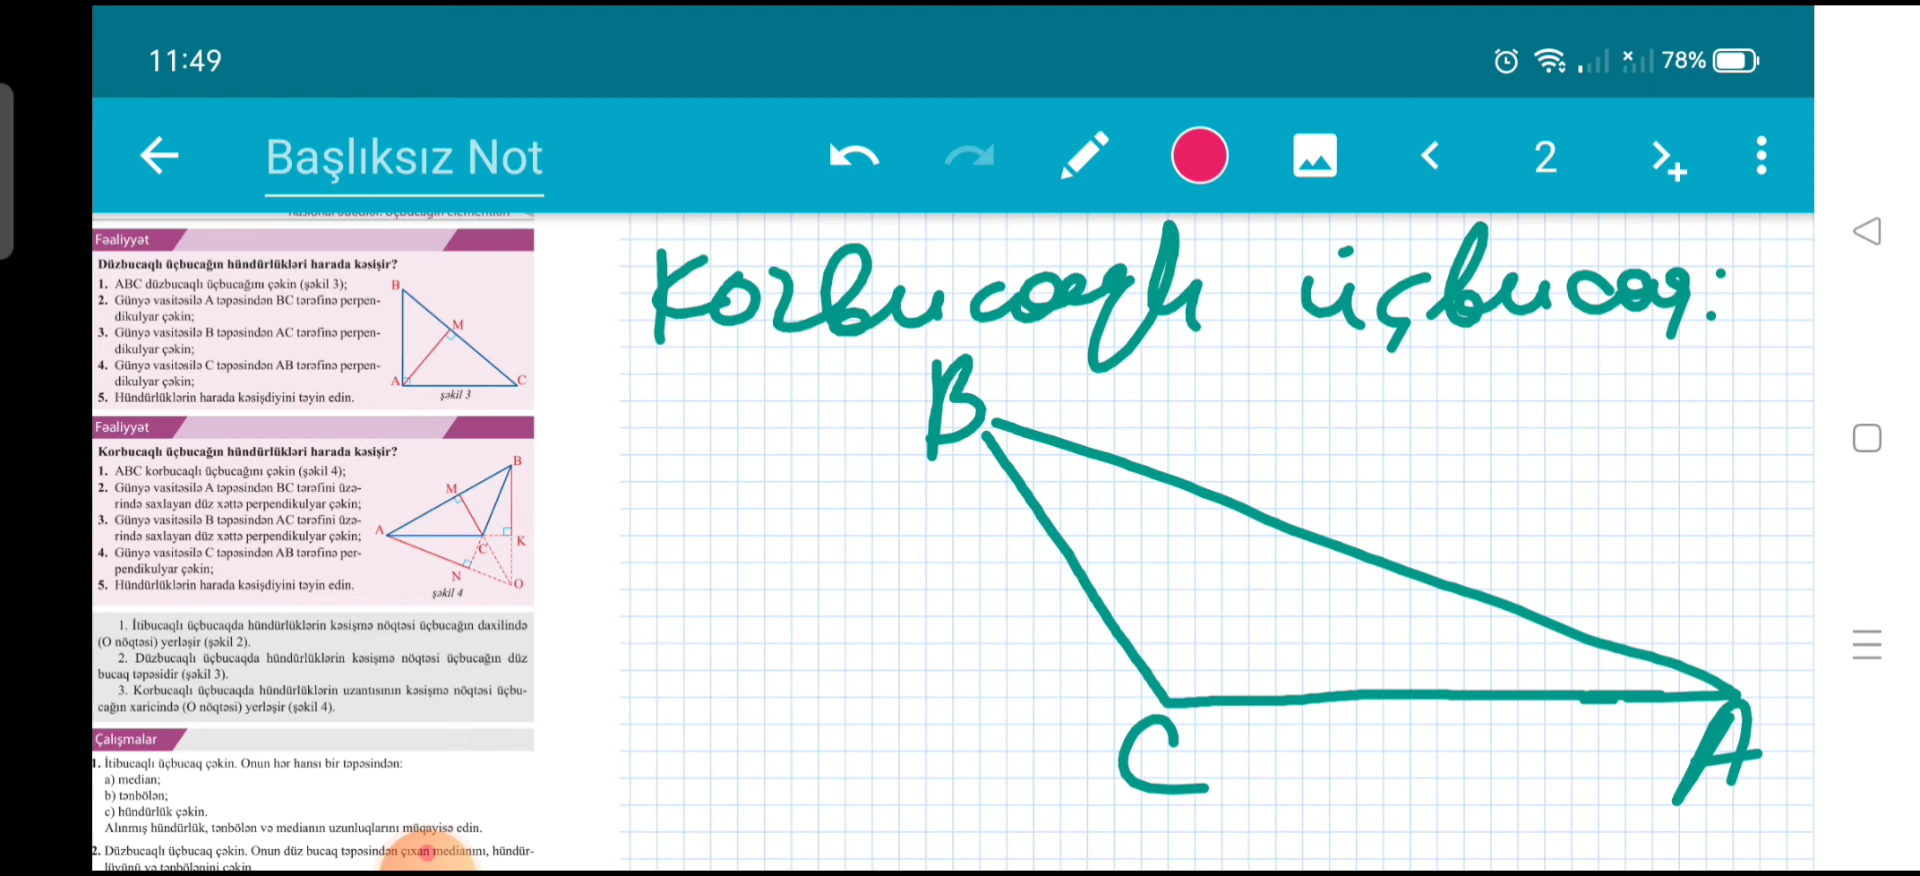 11:49
78%
Başlıksız Not
2
Fəaliyyət
Düzbucaqlı üçbucağın hündürlükləri harada kəsişir?
1. ABC düzbucaqlı üçbucağını çəkin (şəkil 3);
2. Günyə vasitəsilə A təpəsindən BC tərəfinə perpen-
dikulyar çəkin;
3. Günyə vasitəsilə B təpəsindən AC tərəfinə perpen-
dikulyar çəkin;
4. Günyə vasitəsilə C təpəsindən AB tərəfinə perpen-
dikulyar çəkin;
5. Hündürlüklərin harada kəsişdiyini təyin edin.
B
M
A
C
şəkil 3
Fəaliyyət
Korbucaqlı üçbucağın hündürlükləri harada kəsişir?
1. ABC korbucaqlı üçbucağını çəkin (şəkil 4);
2. Günyə vasitəsilə A təpəsindən BC tərəfini üzə-
rində saxlayan düz xəttə perpendikulyar çəkin;
3. Günyə vasitəsilə B təpəsindən AC tərəfini üzə-
rində saxlayan düz xəttə perpendikulyar çəkin;
4. Günyə vasitəsilə C təpəsindən AB tərəfinə per-
pendikulyar çəkin;
5. Hündürlüklərin harada kəsişdiyini təyin edin.
B
M
A
C
K
N
O
şəkil 4
1. İtibucaqlı üçbucaqda hündürlüklərin kəsişmə nöqtəsi üçbucağın daxilində
(O nöqtəsi) yerləşir (şəkil 2).
2. Düzbucaqlı üçbucaqda hündürlüklərin kəsişmə nöqtəsi üçbucağın düz
bucaq təpəsidir (şəkil 3).
3. Korbucaqlı üçbucaqda hündürlüklərin uzantısının kəsişmə nöqtəsi üçbu-
cağın xaricində (O nöqtəsi) yerləşir (şəkil 4).
Çalışmalar
1. İtibucaqlı üçbucaq çəkin. Onun hər hansı bir təpəsindən:
a) median;
b) tənbölən;
c) hündürlük çəkin.
Alınmış hündürlük, tənbölən və medianın uzunluqlarını müqayisə edin.
2. Düzbucaqlı üçbucaq çəkin. Onun düz bucaq təpəsindən çıxan medianını, hündür-
lüyünü və tənbölənini çəkin.
Korbucaqlı üçbucaq:
B
C
A